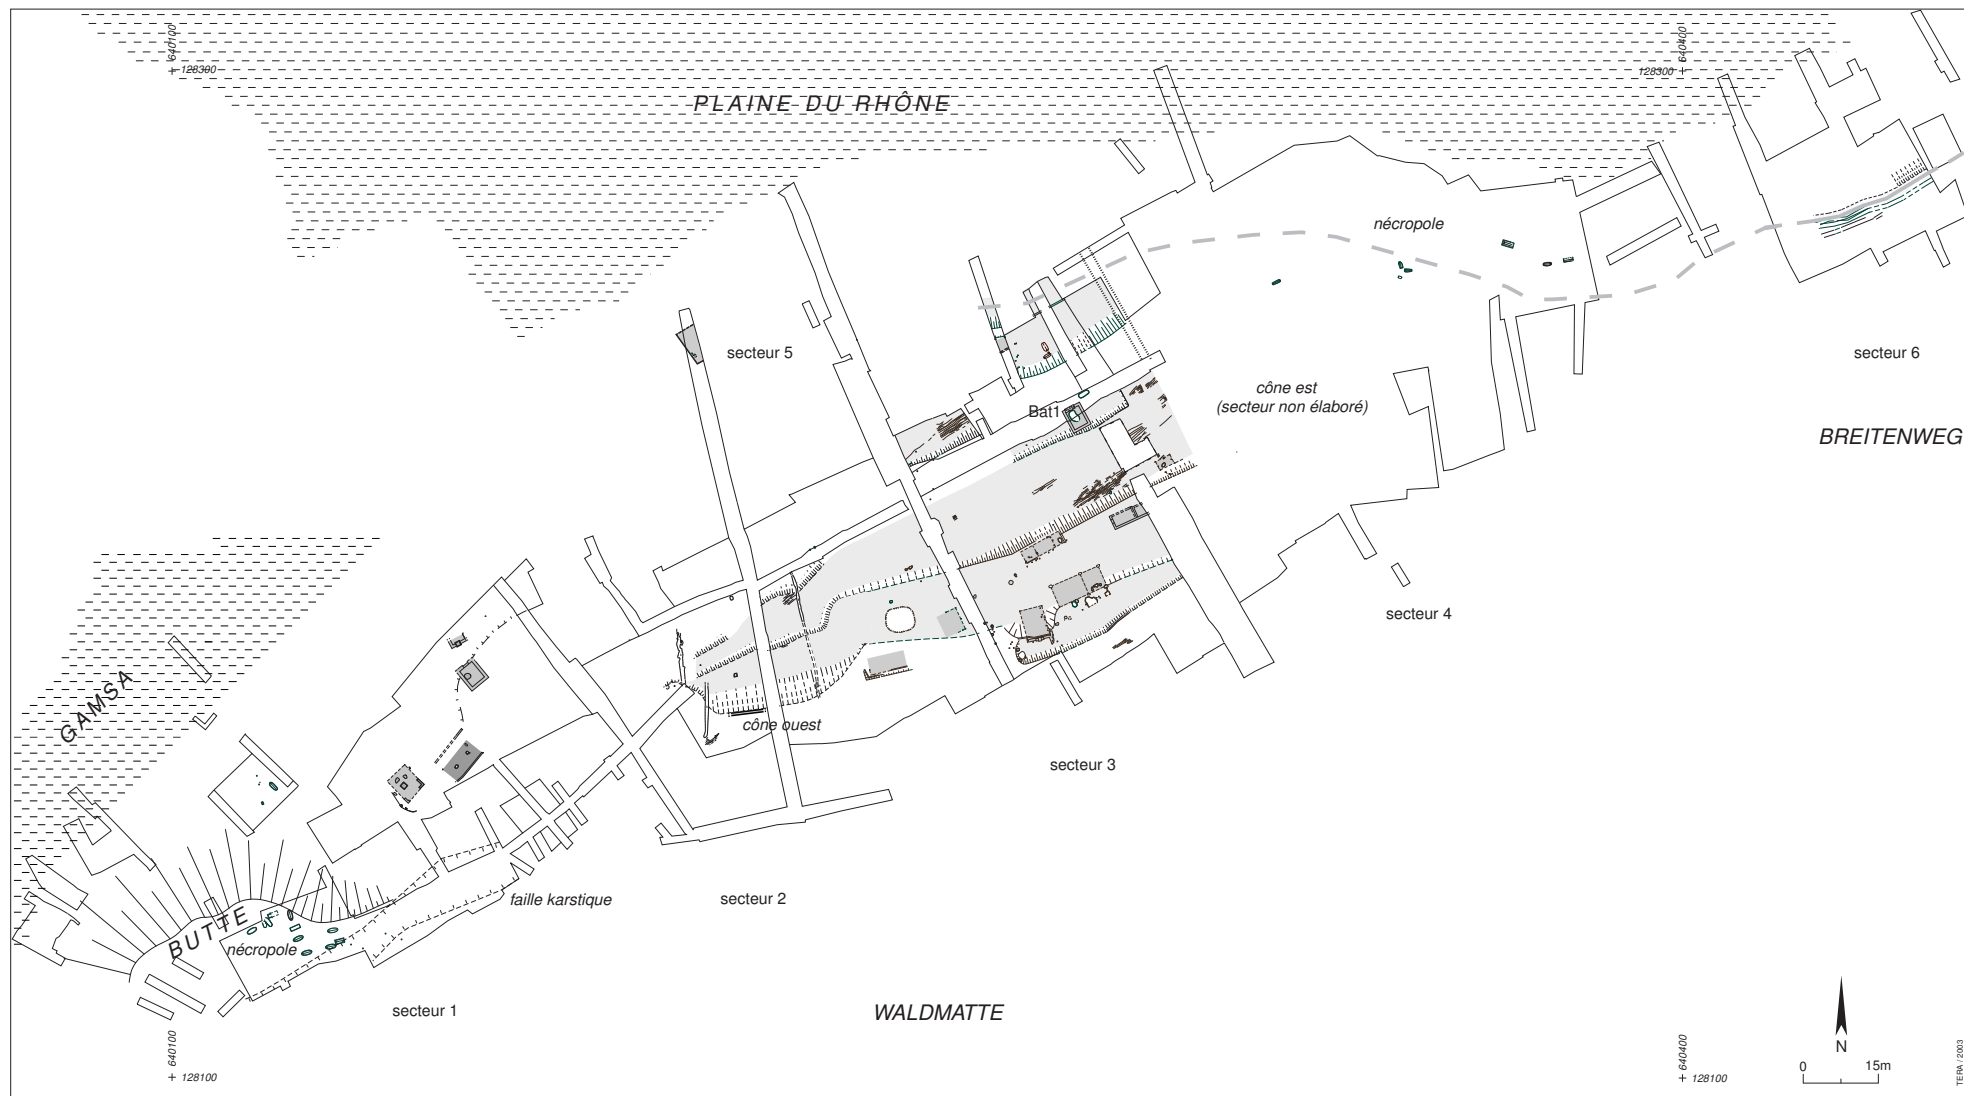 640100
128300
PLAINE DU RHÔNE
640400
128300
nécropole
secteur 5
secteur 6
cône est
(secteur non élaboré)
Bat1
BREITENWEG
secteur 4
GAMSA
cône ouest
secteur 3
faille karstique
secteur 2
BUTTE
nécropole
secteur 1
WALDMATTE
640100
128100
640400
128100
N
0 15m
TERA / 2003